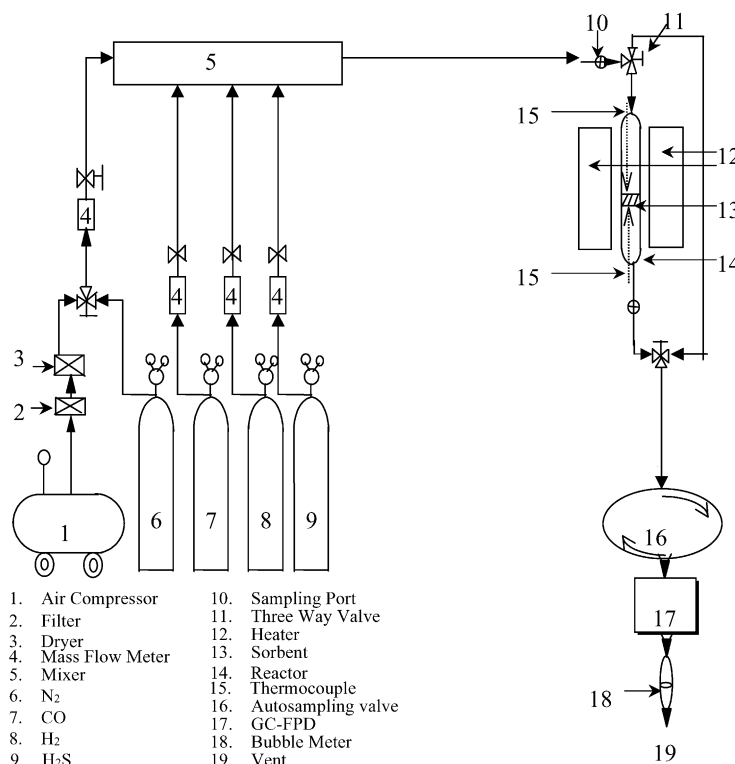 10
11
5
15
12
4
13
14
4
4
4
15
3
2
1
6
7
8
9
16
17
18
19
1. Air Compressor
2. Filter
3. Dryer
4. Mass Flow Meter
5. Mixer
6. N₂
7. CO
8. H₂
9 H₂S
10. Sampling Port
11. Three Way Valve
12. Heater
13. Sorbent
14. Reactor
15. Thermocouple
16. Autosampling valve
17. GC-FPD
18. Bubble Meter
19 Vent